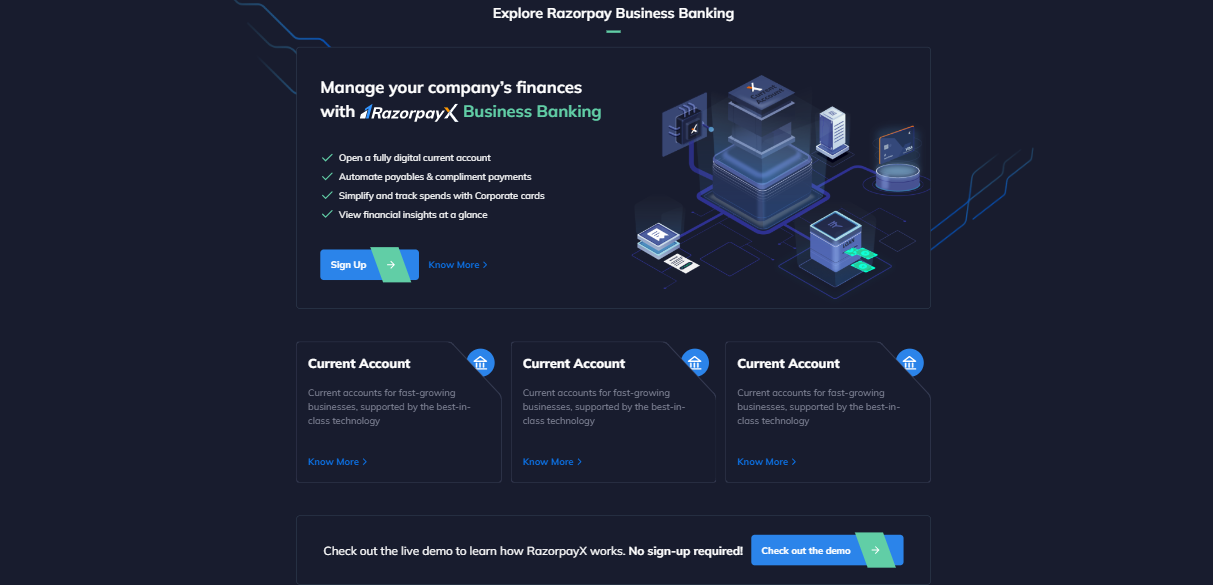 Explore Razorpay Business Banking
Manage your company's finances
with RazorpayX Business Banking
Open a fully digital current account
Automate payables & compliment payments
Simplify and track spends with Corporate cards
View financial insights at a glance
Sign Up
Know More
Current Account
Current accounts for fast-growing
businesses, supported by the best-in-
class technology
Know More
Current Account
Current accounts for fast-growing
businesses, supported by the best-in-
class technology
Know More
Current Account
Current accounts for fast-growing
businesses, supported by the best-in-
class technology
Know More
Check out the live demo to learn how RazorpayX works. No sign-up required!
Check out the demo